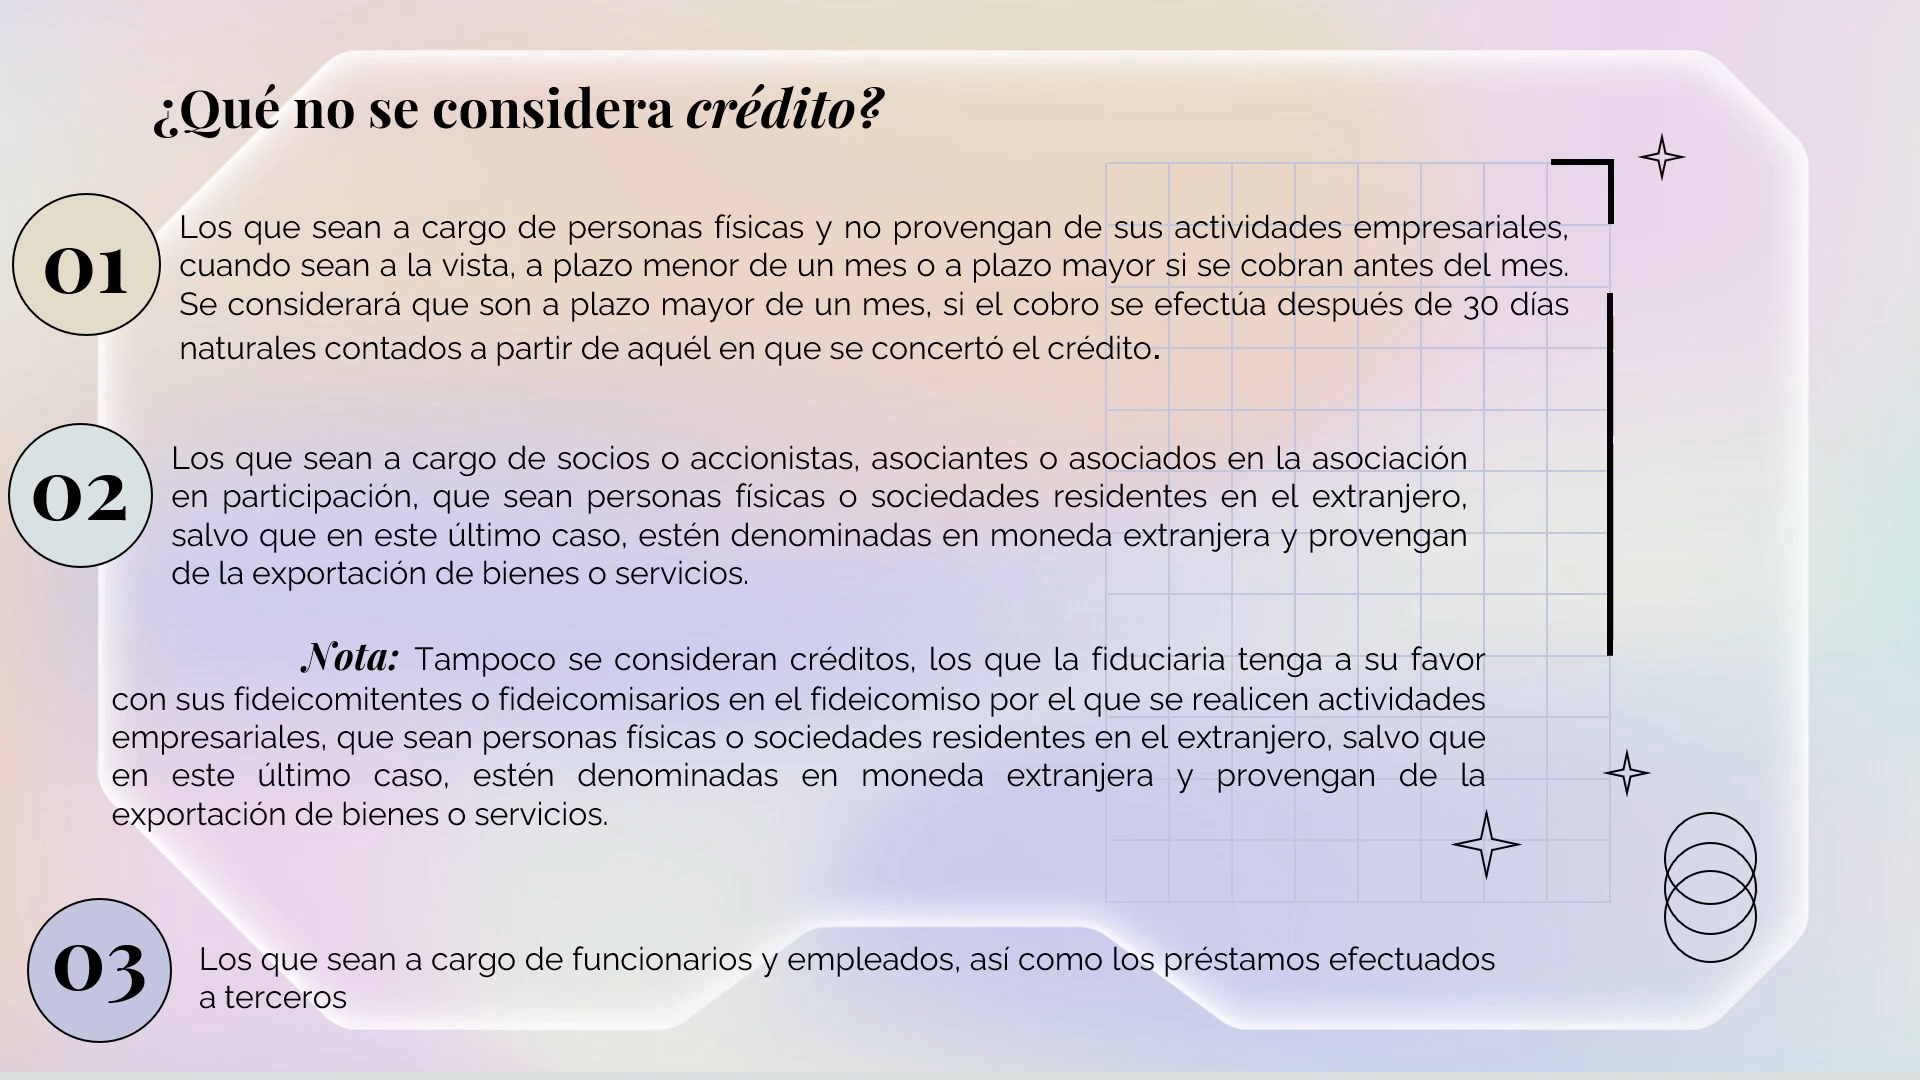 ¿Qué no se considera crédito?
01
Los que sean a cargo de personas físicas y no provengan de sus actividades empresariales,
cuando sean a la vista, a plazo menor de un mes o a plazo mayor si se cobran antes del mes.
Se considerará que son a plazo mayor de un mes, si el cobro se efectúa después de 30 días
naturales contados a partir de aquél en que se concertó el crédito.
02
Los que sean a cargo de socios o accionistas, asociantes o asociados en la asociación
en participación, que sean personas físicas o sociedades residentes en el extranjero,
salvo que en este último caso, estén denominadas en moneda extranjera y provengan
de la exportación de bienes o servicios.
Nota: Tampoco se consideran créditos, los que la fiduciaria tenga a su favor
con sus fideicomitentes o fideicomisarios en el fideicomiso por el que se realicen actividades
empresariales, que sean personas físicas o sociedades residentes en el extranjero, salvo que
en este último caso, estén denominadas en moneda extranjera y provengan de la
exportación de bienes o servicios.
03
Los que sean a cargo de funcionarios y empleados, así como los préstamos efectuados
a terceros